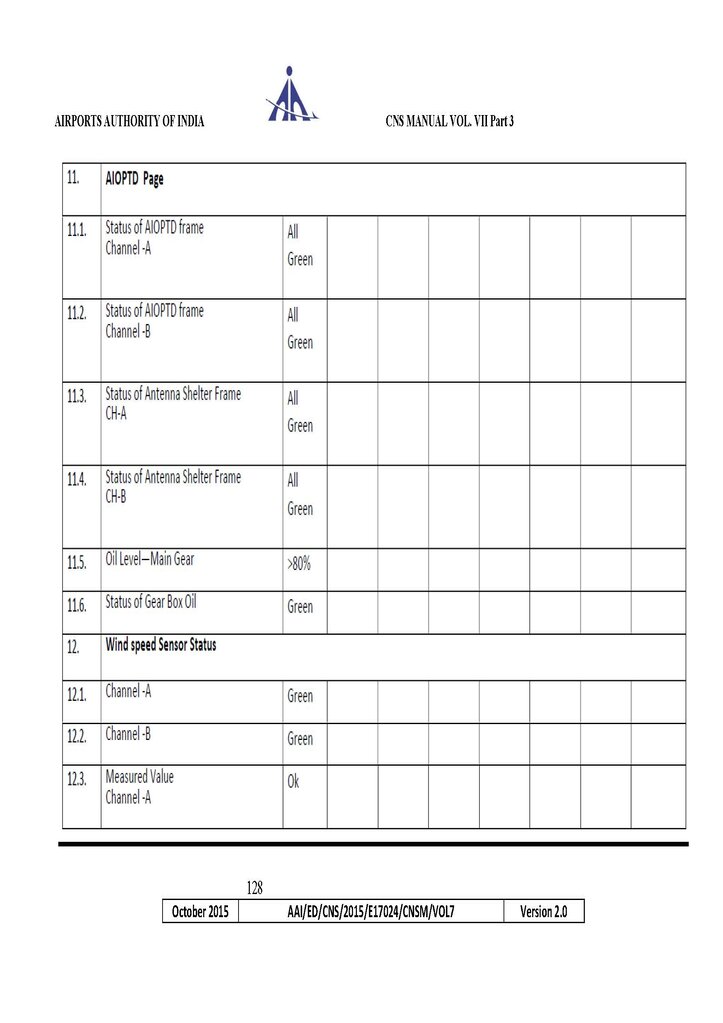 AIRPORTS AUTHORITY OF INDIA
CNS MANUAL VOL. VII Part 3
11. AIOPTD Page
11.1. Status of AIOPTD frame All
Channel -A Green
11.2. Status of AIOPTD frame All
Channel -B Green
11.3. Status of Antenna Shelter Frame All
CH-A Green
11.4. Status of Antenna Shelter Frame All
CH-B Green
11.5. Oil Level—Main Gear >80%
11.6. Status of Gear Box Oil Green
12. Wind speed Sensor Status
12.1. Channel -A Green
12.2. Channel -B Green
12.3. Measured Value Ok
Channel -A
128
October 2015 AAI/ED/CNS/2015/E17024/CNSM/VOL7 Version 2.0